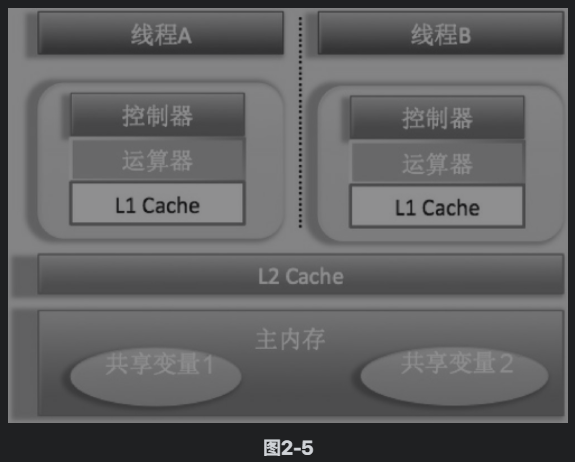 线程A
线程B
控制器
运算器
L1 Cache
控制器
运算器
L1 Cache
L2 Cache
主内存
共享变量1
共享变量2
图2-5